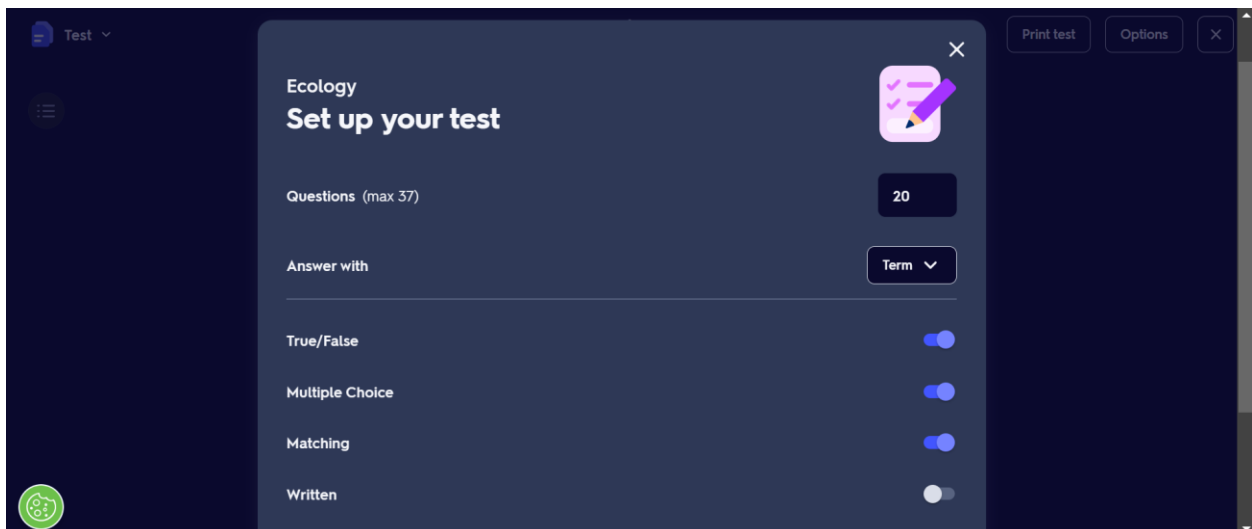 Test
Print test
Options
Ecology
Set up your test
Questions (max 37)
20
Answer with
Term
True/False
Multiple Choice
Matching
Written